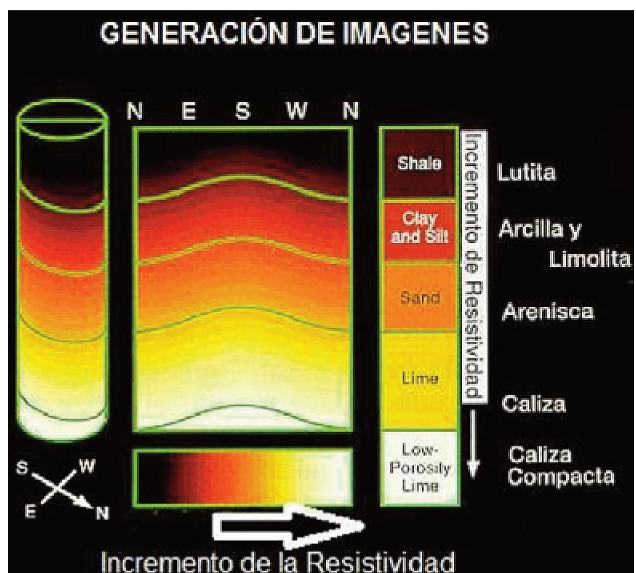 GENERACIÓN DE IMAGENES
N E S W N
Shale
Clay
and Silt
Sand
Lime
Low-
Porosity
Lime
Incremento de Resistividad
Lutita
Arcilla y
Limolita
Arenisca
Caliza
Caliza
Compacta
S W
E N
Incremento de la Resistividad